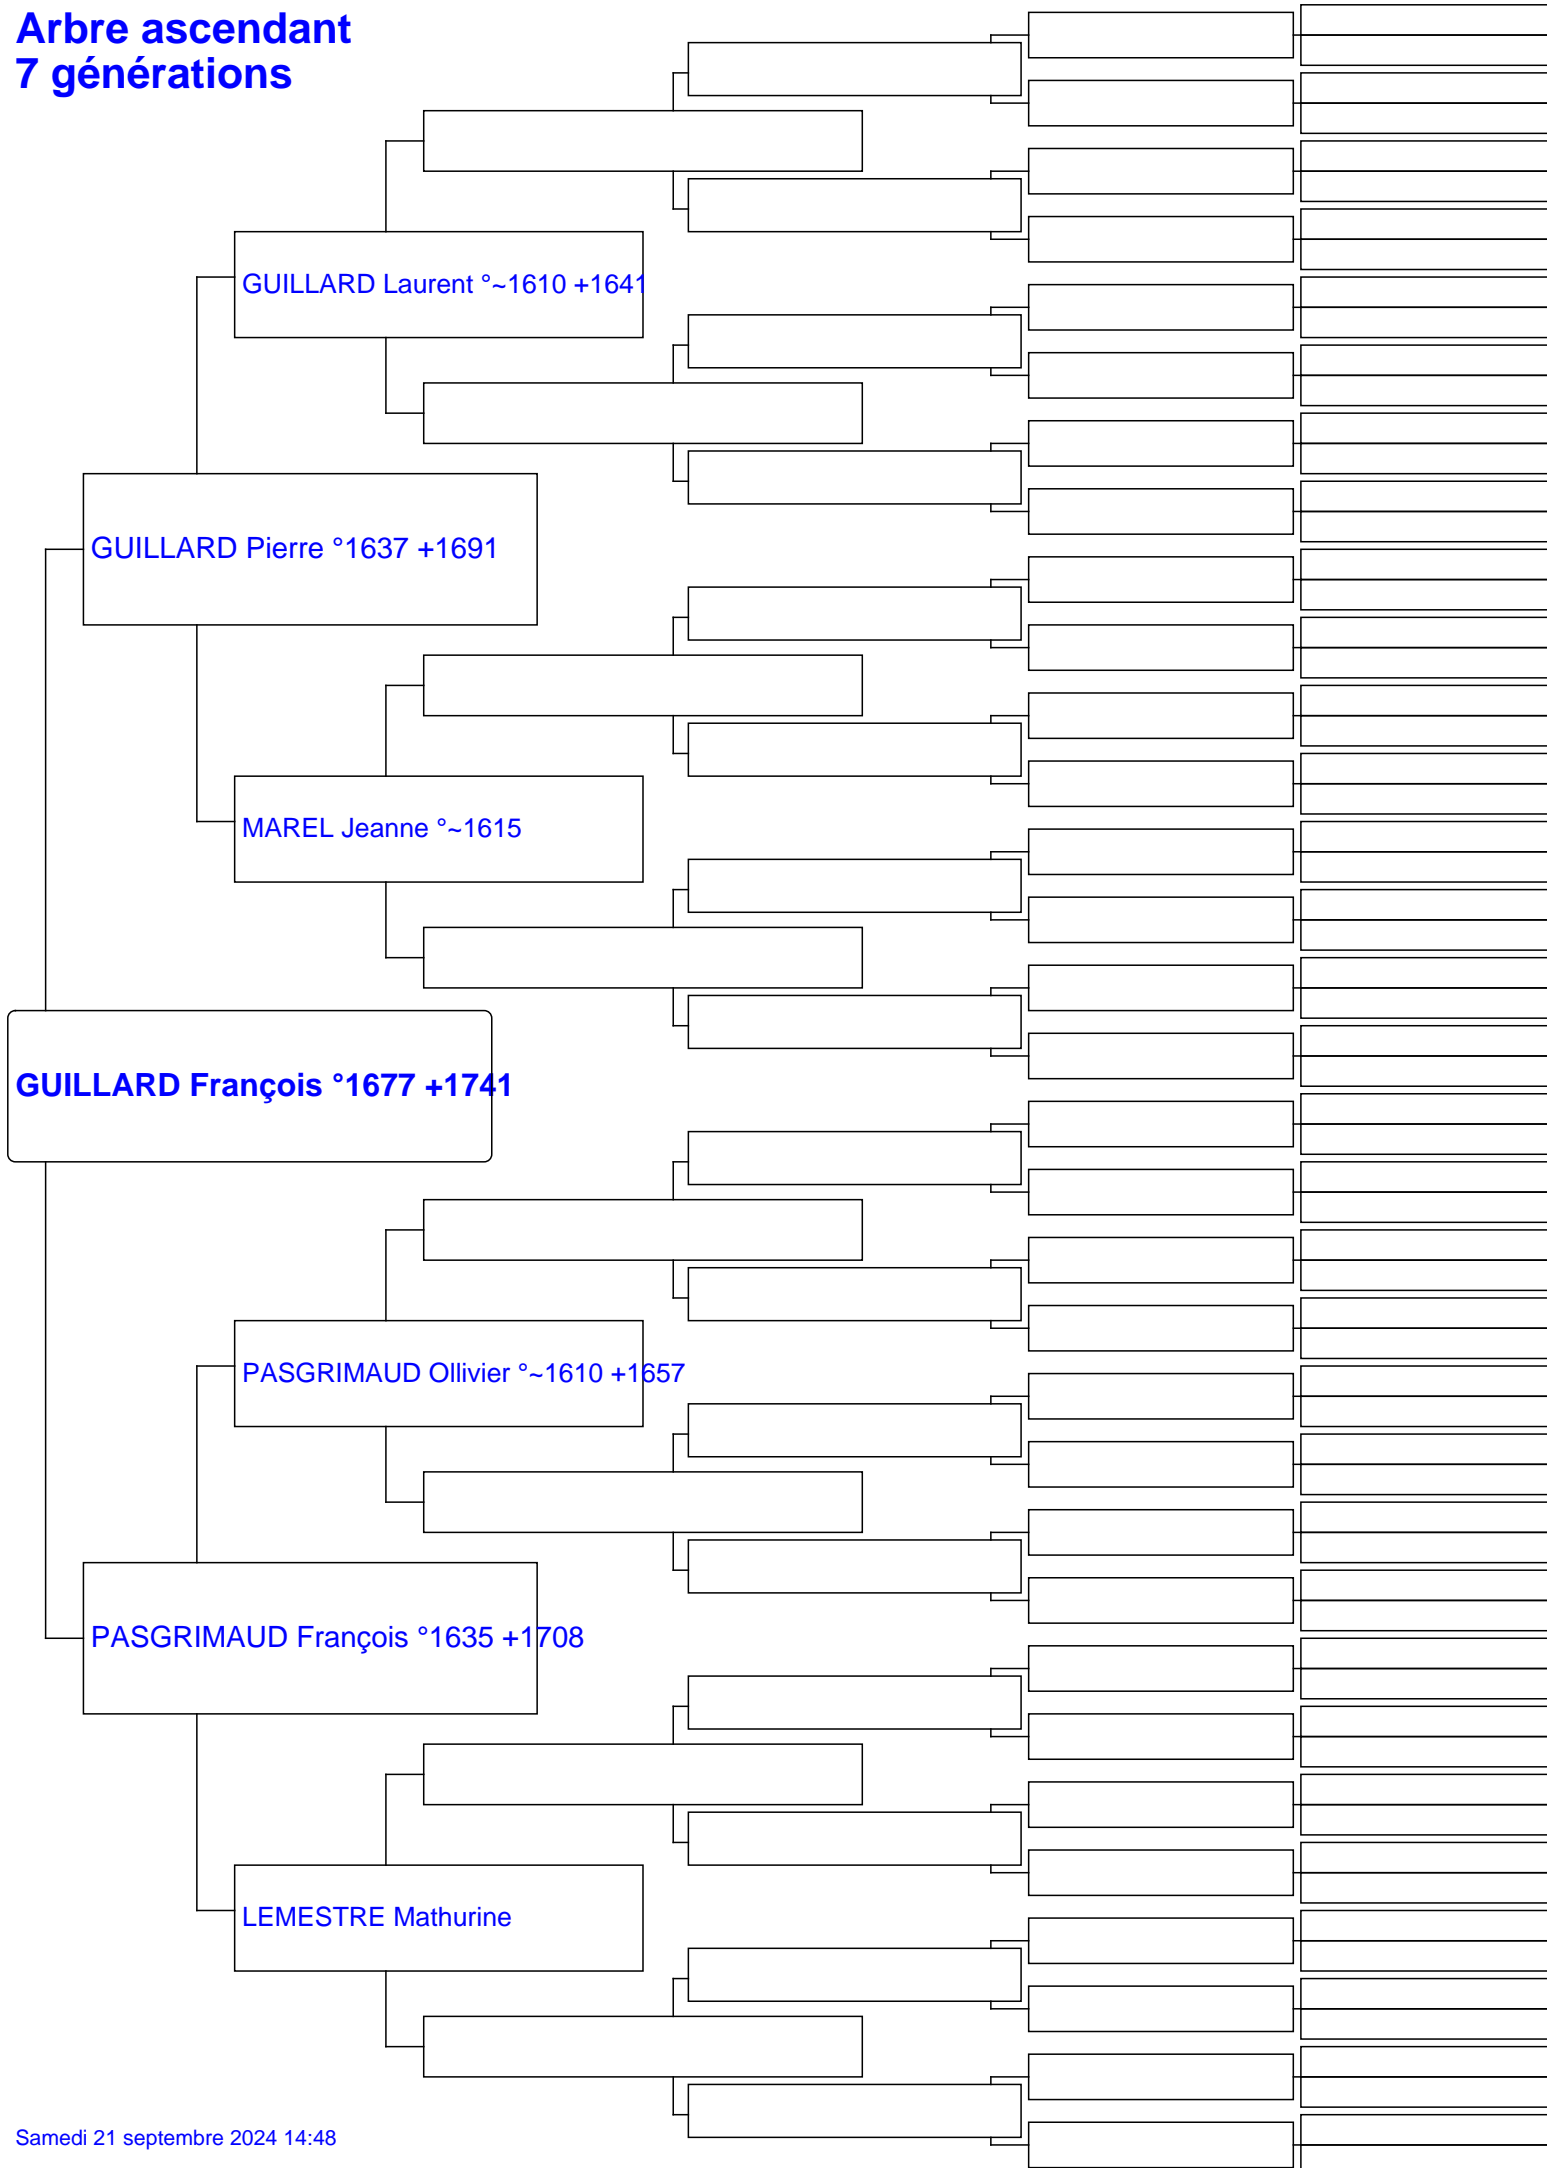 Arbre ascendant
7 générations
GUILLARD Laurent °~1610 +1641
GUILLARD Pierre °1637 +1691
MAREL Jeanne °~1615
GUILLARD François °1677 +1741
PASGRIMAUD Ollivier °~1610 +1657
PASGRIMAUD François °1635 +1708
LEMESTRE Mathurine
Samedi 21 septembre 2024 14:48